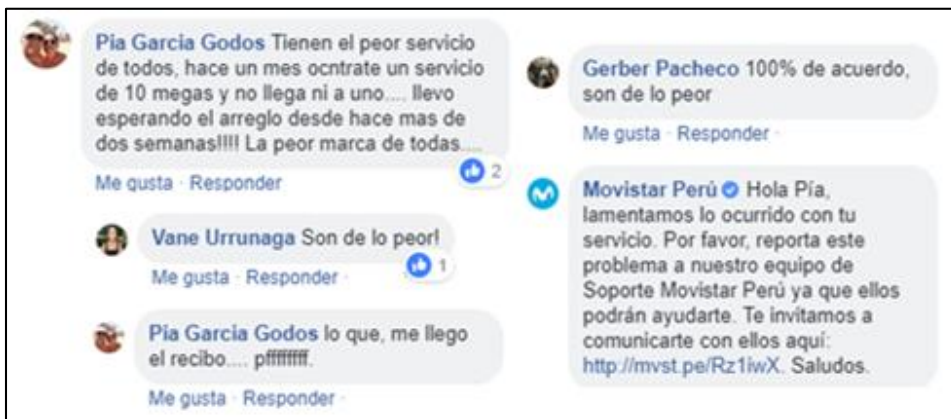 Pia Garcia Godos Tienen el peor servicio
de todos, hace un mes ocntrate un servicio
de 10 megas y no llega ni a uno.... llevo
esperando el arreglo desde hace mas de
dos semanas!!!! La peor marca de todas....
2
Me gusta · Responder
Vane Urrunaga Son de lo peor!
1
Me gusta · Responder ·
Pia Garcia Godos lo que, me llego
el recibo.... pffffffff.
Me gusta · Responder ·
Gerber Pacheco 100% de acuerdo,
son de lo peor
Me gusta · Responder ·
Movistar Perú Hola Pía,
lamentamos lo ocurrido con tu
servicio. Por favor, reporta este
problema a nuestro equipo de
Soporte Movistar Perú ya que ellos
podrán ayudarte. Te invitamos a
comunicarte con ellos aquí:
http://mvst.pe/Rz1iwX. Saludos.